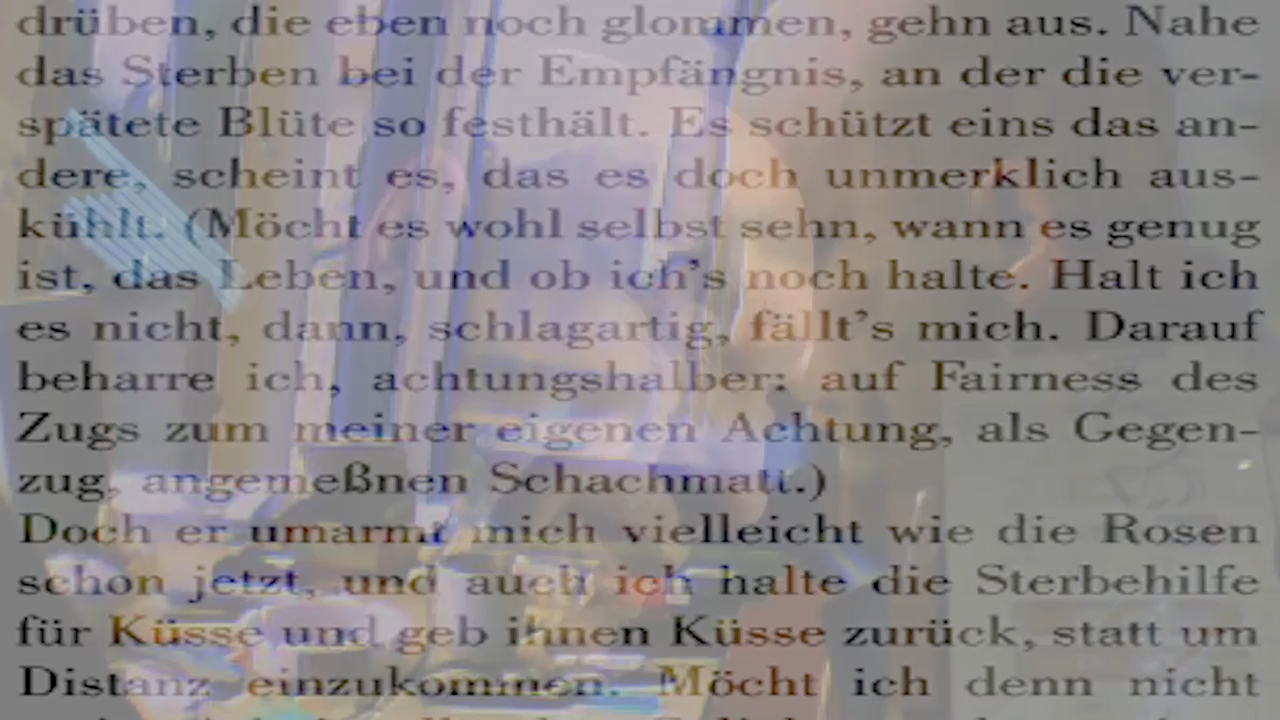 drüben, die eben noch glommen, gehn aus. Nahe
das Sterben bei der Empfängnis, an der die ver-
spätete Blüte so festhält. Es schützt eins das an-
dere, scheint es, das es doch unmerklich aus-
kühlt. (Möcht es wohl selbst sehn, wann es genug
ist, das Leben, und ob ich's noch halte. Halt ich
es nicht, dann, schlagartig, fällt's mich. Darauf
beharre ich, achtungshalber: auf Fairness des
Zugs zum meiner eigenen Achtung, als Gegen-
zug, angemeßnen Schachmatt.)
Doch er umarmt mich vielleicht wie die Rosen
schon jetzt, und auch ich halte die Sterbehilfe
für Küsse und geb ihnen Küsse zurück, statt um
Distanz einzukommen. Möcht ich denn nicht